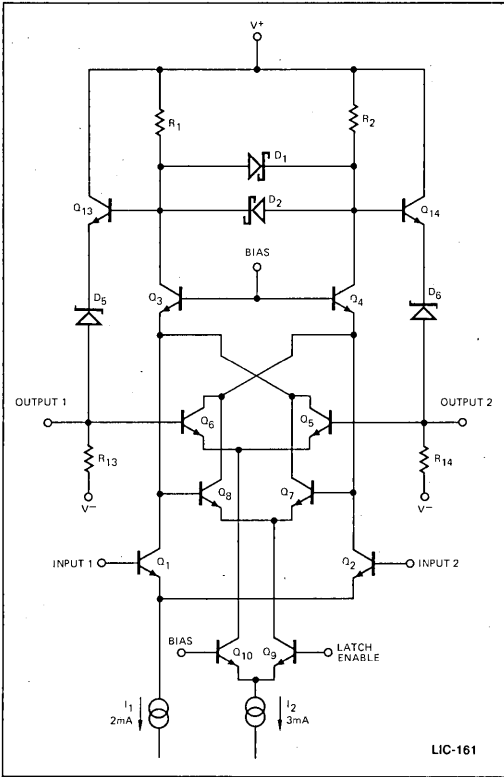 V+
R1
R2
D1
D2
Q13
Q14
BIAS
D5
Q3
Q4
D6
OUTPUT 1
Q6
Q5
OUTPUT 2
R13
R14
V−
Q8
Q7
V−
INPUT 1
Q1
Q2
INPUT 2
BIAS
Q10
Q9
LATCH
ENABLE
I1
2mA
I2
3mA
LIC-161